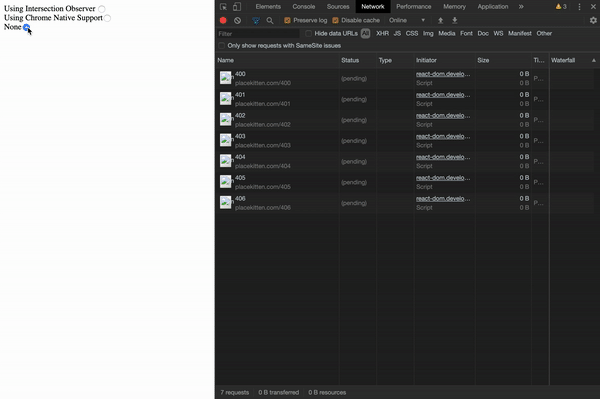 Using Intersection Observer
Using Chrome Native Support
None
Elements Console Sources Network Performance Memory Application 3
Preserve log Disable cache Online
Filter Hide data URLs All XHR JS CSS Img Media Font Doc WS Manifest Other
Only show requests with SameSite issues
Name Status Type Initiator Size Ti... Waterfall
400 (pending) react-dom.develo... 0 B P...
placekitten.com/400 Script 0 B
401 (pending) react-dom.develo... 0 B P...
placekitten.com/401 Script 0 B
402 (pending) react-dom.develo... 0 B P...
placekitten.com/402 Script 0 B
403 (pending) react-dom.develo... 0 B P...
placekitten.com/403 Script 0 B
404 (pending) react-dom.develo... 0 B P...
placekitten.com/404 Script 0 B
405 (pending) react-dom.develo... 0 B P...
placekitten.com/405 Script 0 B
406 (pending) react-dom.develo... 0 B P...
placekitten.com/406 Script 0 B
7 requests 0 B transferred 0 B resources